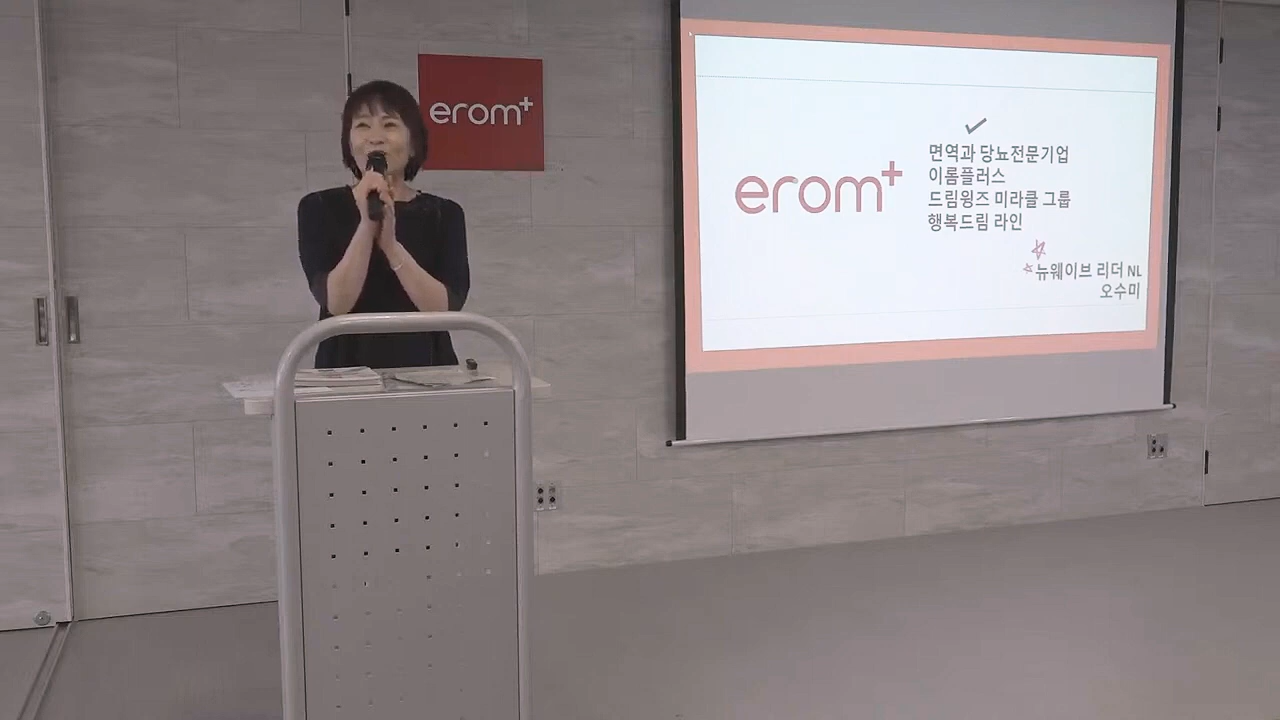 erom+
erom+
면역과 당뇨전문기업
이롬플러스
드림윙즈 미라클 그룹
행복드림 라인
뉴웨이브 리더 NL
오수미